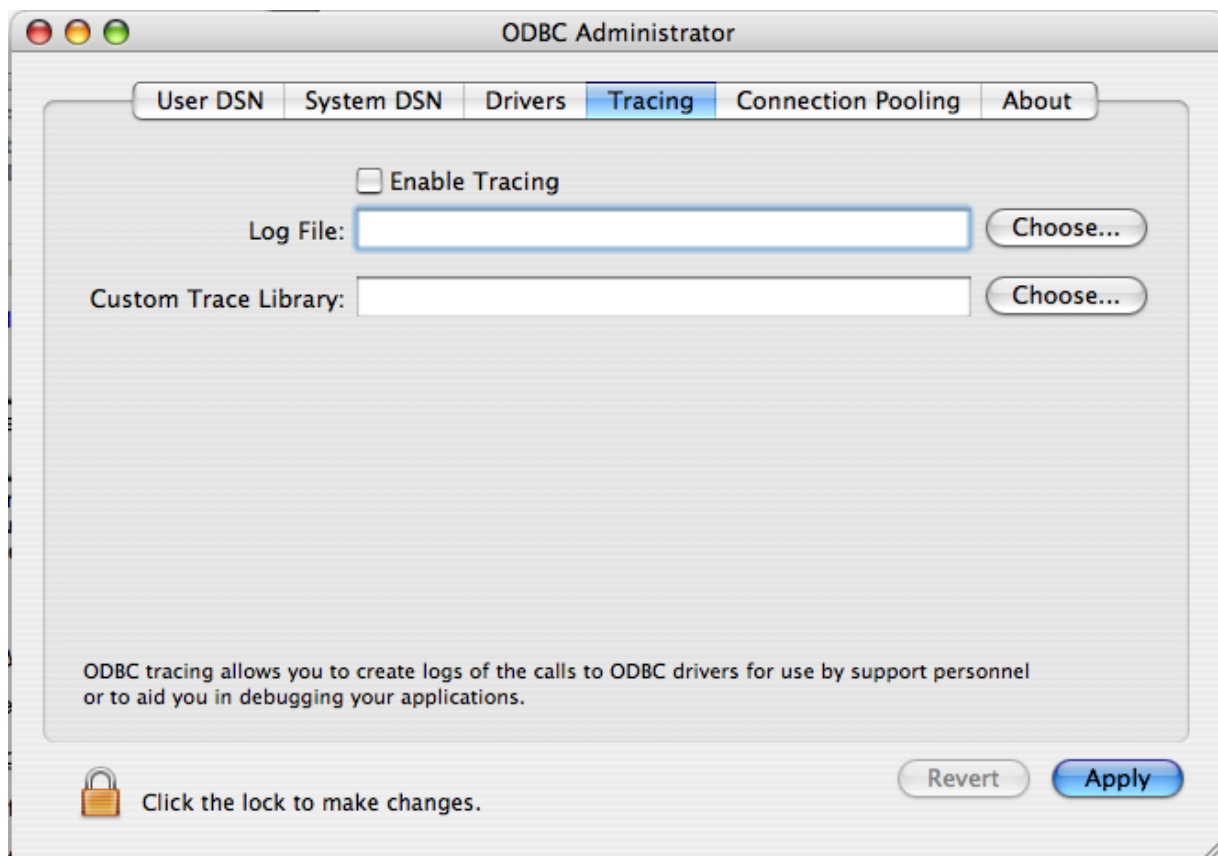 ODBC Administrator
User DSN System DSN Drivers Tracing Connection Pooling About
Enable Tracing
Log File: Choose...
Custom Trace Library: Choose...
ODBC tracing allows you to create logs of the calls to ODBC drivers for use by support personnel
or to aid you in debugging your applications.
Revert Apply
Click the lock to make changes.